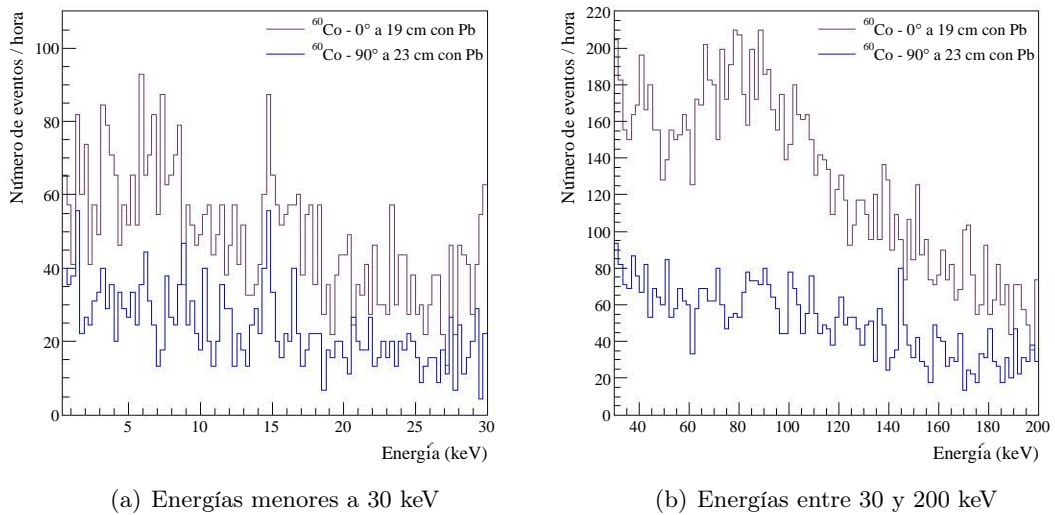 ⁶⁰Co - 0° a 19 cm con Pb
⁶⁰Co - 90° a 23 cm con Pb
Número de eventos / hora
100
80
60
40
20
0
5 10 15 20 25 30
Energía (keV)
(a) Energías menores a 30 keV
⁶⁰Co - 0° a 19 cm con Pb
⁶⁰Co - 90° a 23 cm con Pb
Número de eventos / hora
220
200
180
160
140
120
100
80
60
40
20
0
40 60 80 100 120 140 160 180 200
Energía (keV)
(b) Energías entre 30 y 200 keV